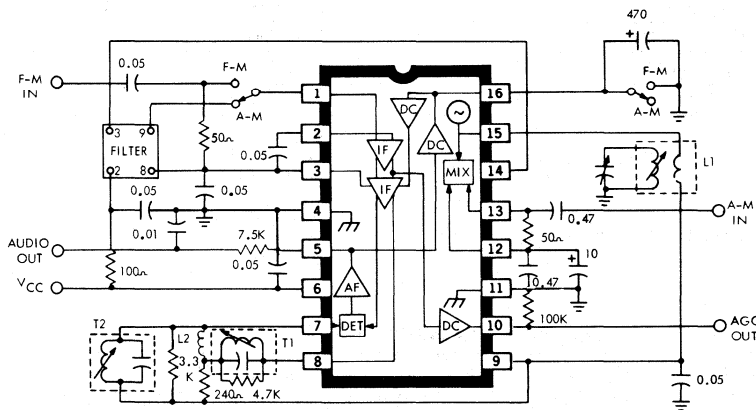 470
0.05
F-M
F-M IN
A-M
1
DC
16
F-M
A-M
2
DC
15
3 9
FILTER
2 8
50Ω
0.05
IF
L1
3
IF
MIX
14
0.05
0.05
4
13
A-M IN
0.47
0.01
7.5K
50Ω
AUDIO OUT
5
12
10
0.05
0.47
100Ω
AF
11
VCC
6
T2
7
DET
DC
10
100K
AGC OUT
L2
T1
3.3 K
8
9
240Ω 4.7K
0.05